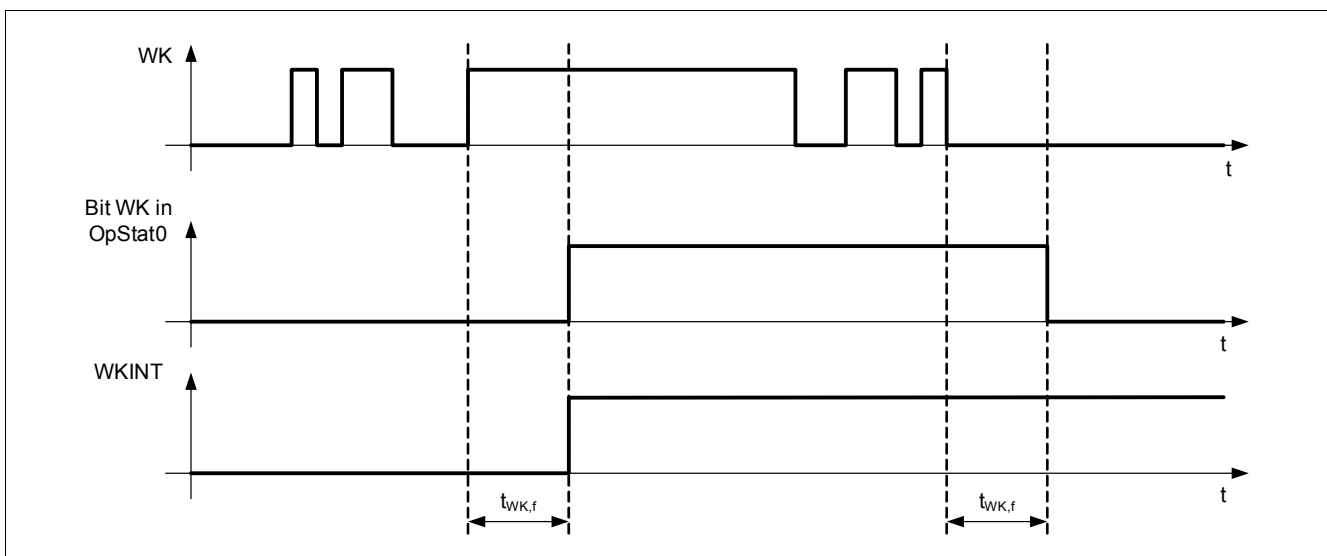 WK
t
Bit WK in
OpStat0
t
WKINT
t
tWK,f
tWK,f